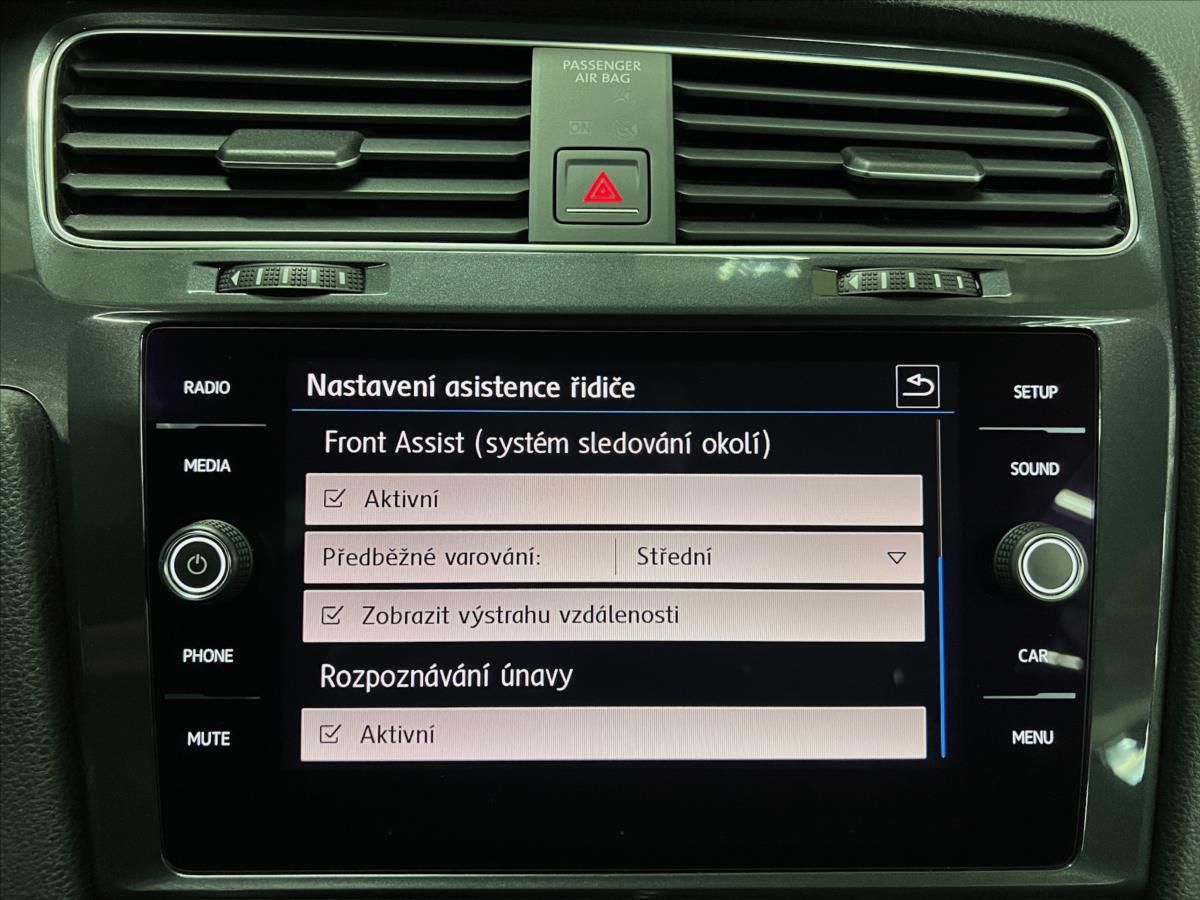 PASSENGER
AIR BAG
ON
RADIO
MEDIA
PHONE
MUTE
Nastavení asistence řidiče
Front Assist (systém sledování okolí)
Aktivní
Předběžné varování: Střední
Zobrazit výstrahu vzdálenosti
Rozpoznávání únavy
Aktivní
SETUP
SOUND
CAR
MENU